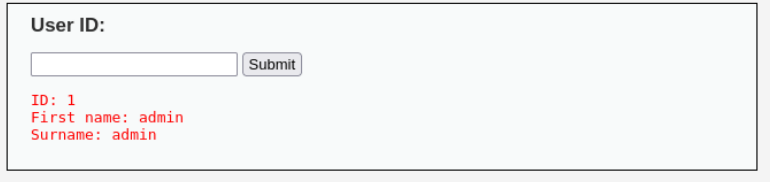 User ID:
Submit
ID: 1
First name: admin
Surname: admin